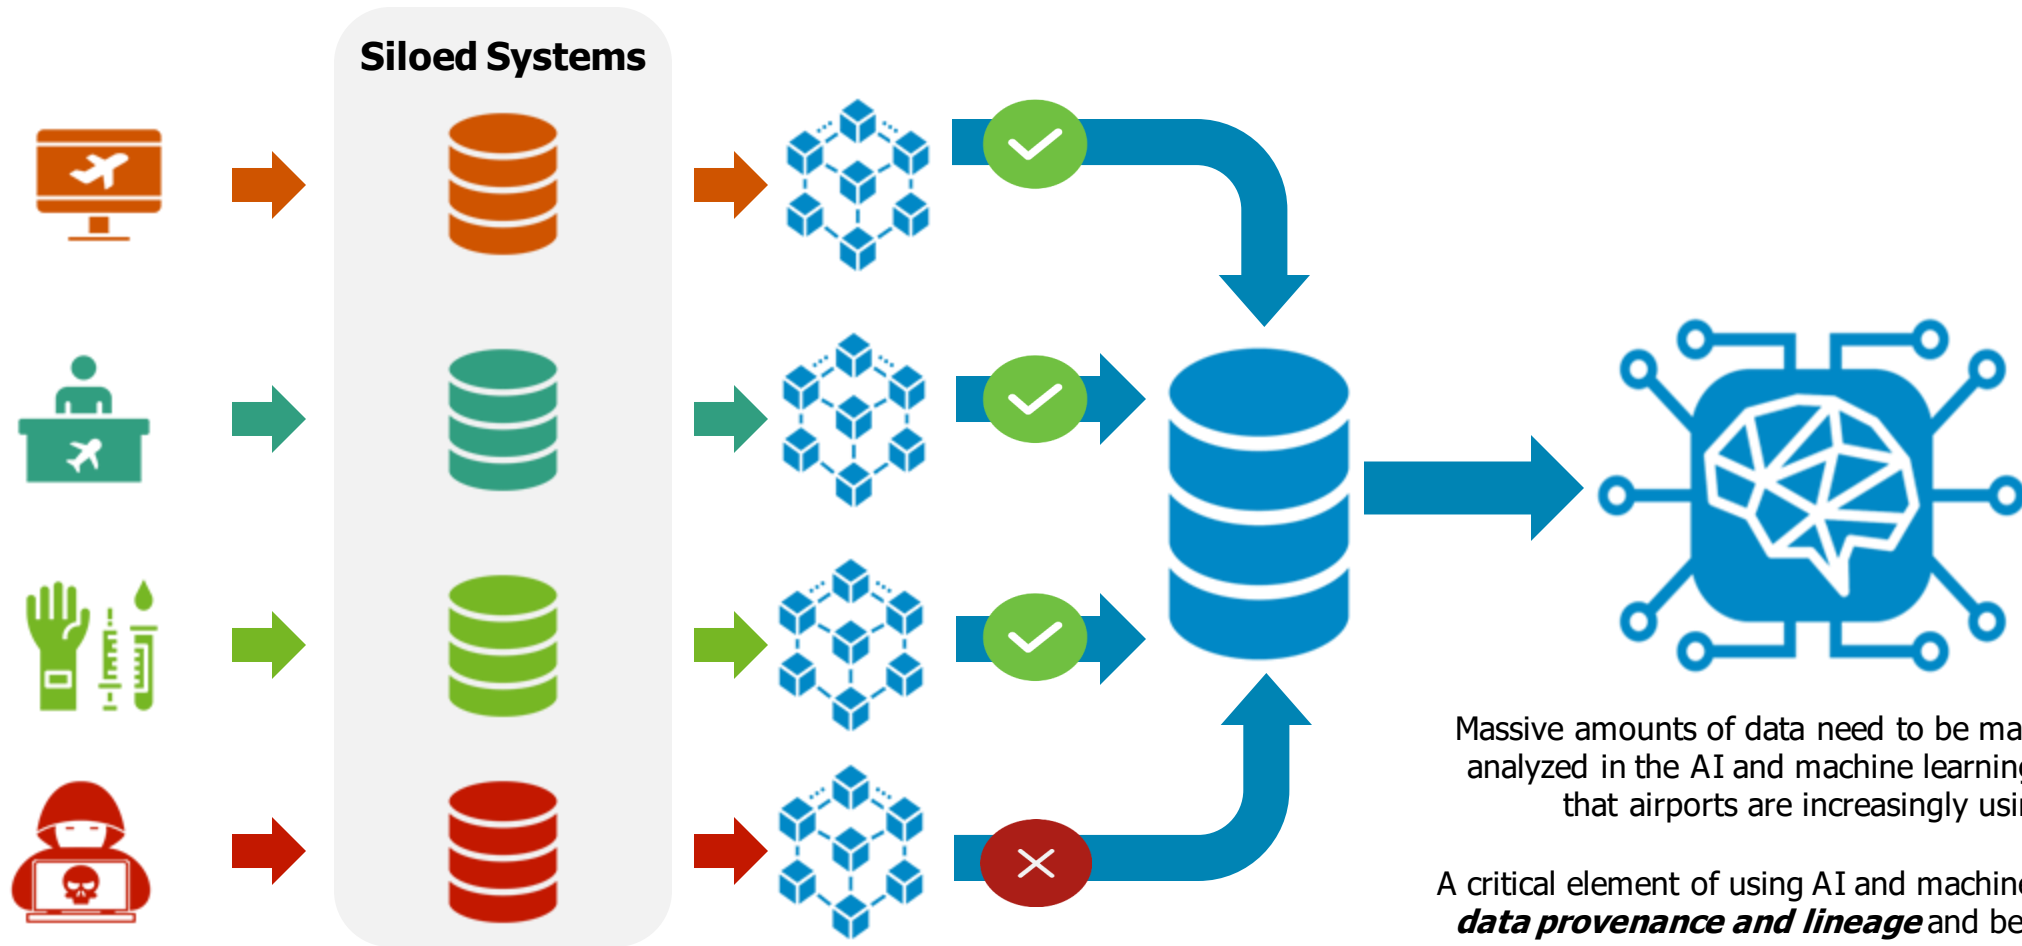 Siloed Systems
Massive amounts of data need to be ma
analyzed in the AI and machine learning
that airports are increasingly usin
A critical element of using AI and machine
data provenance and lineage and be